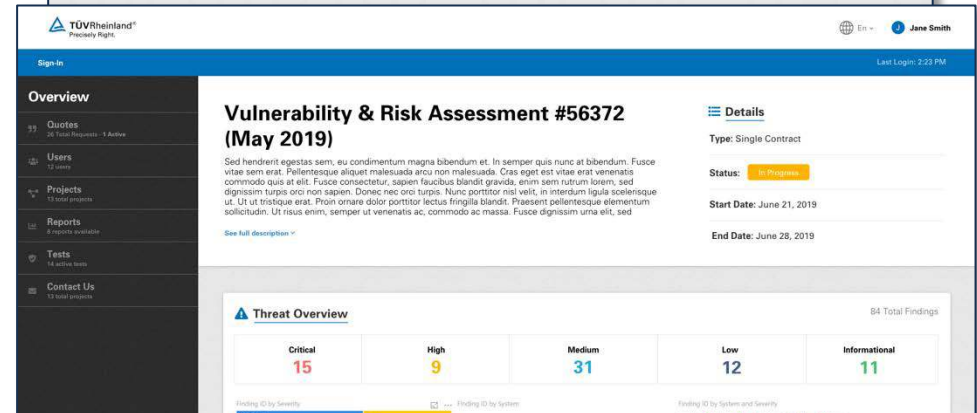 TÜVRheinland®
Precisely Right.
En
J
Jane Smith
Sign-In
Last Login: 2:23 PM
Overview
Quotes
26 Total Requests - 1 Active
Users
12 users
Projects
13 total projects
Reports
6 reports available
Tests
14 active tests
Contact Us
13 total projects
Vulnerability & Risk Assessment #56372
(May 2019)
Sed hendrerit egestas sem, eu condimentum magna bibendum et. In semper quis nunc at bibendum. Fusce
vitae sem erat. Pellentesque aliquet malesuada arcu non malesuada. Cras eget est vitae erat venenatis
commodo quis at elit. Fusce consectetur, sapien faucibus blandit gravida, enim sem rutrum lorem, sed
dignissim turpis orci non sapien. Donec nec orci turpis. Nunc porttitor nisl velit, in interdum ligula scelerisque
ut. Ut ut tristique erat. Proin ornare dolor porttitor lectus fringilla blandit. Praesent pellentesque elementum
sollicitudin. Ut risus enim, semper ut venenatis ac, commodo ac massa. Fusce dignissim urna elit, sed
See full description
Details
Type: Single Contract
Status: In Progress
Start Date: June 21, 2019
End Date: June 28, 2019
Threat Overview
84 Total Findings
Critical
15
High
9
Medium
31
Low
12
Informational
11
Finding ID by Severity
Finding ID by System
Finding ID by System and Severity